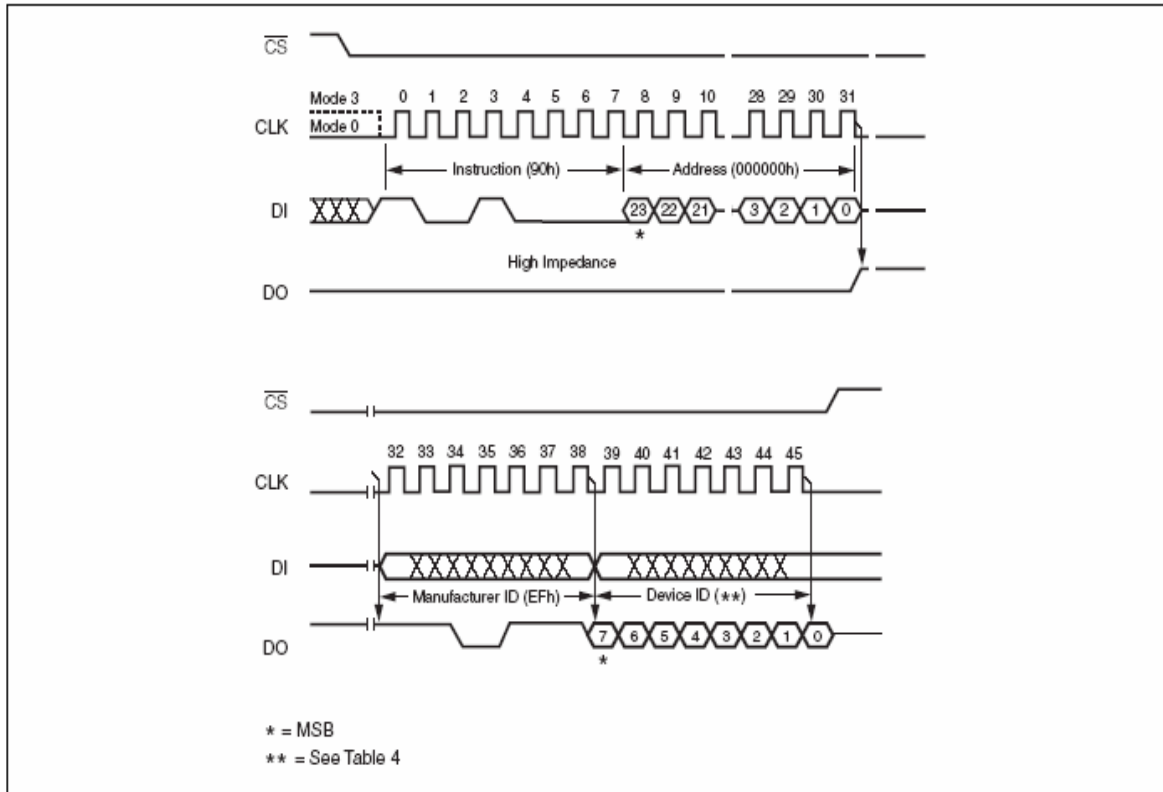 CS
Mode 3
0 1 2 3 4 5 6 7 8 9 10 28 29 30 31
CLK
Mode 0
Instruction (90h) Address (000000h)
DI 23 22 21 3 2 1 0
*
High Impedance
DO
CS
32 33 34 35 36 37 38 39 40 41 42 43 44 45
CLK
DI
Manufacturer ID (EFh) Device ID (**)
DO 7 6 5 4 3 2 1 0
*
* = MSB
** = See Table 4